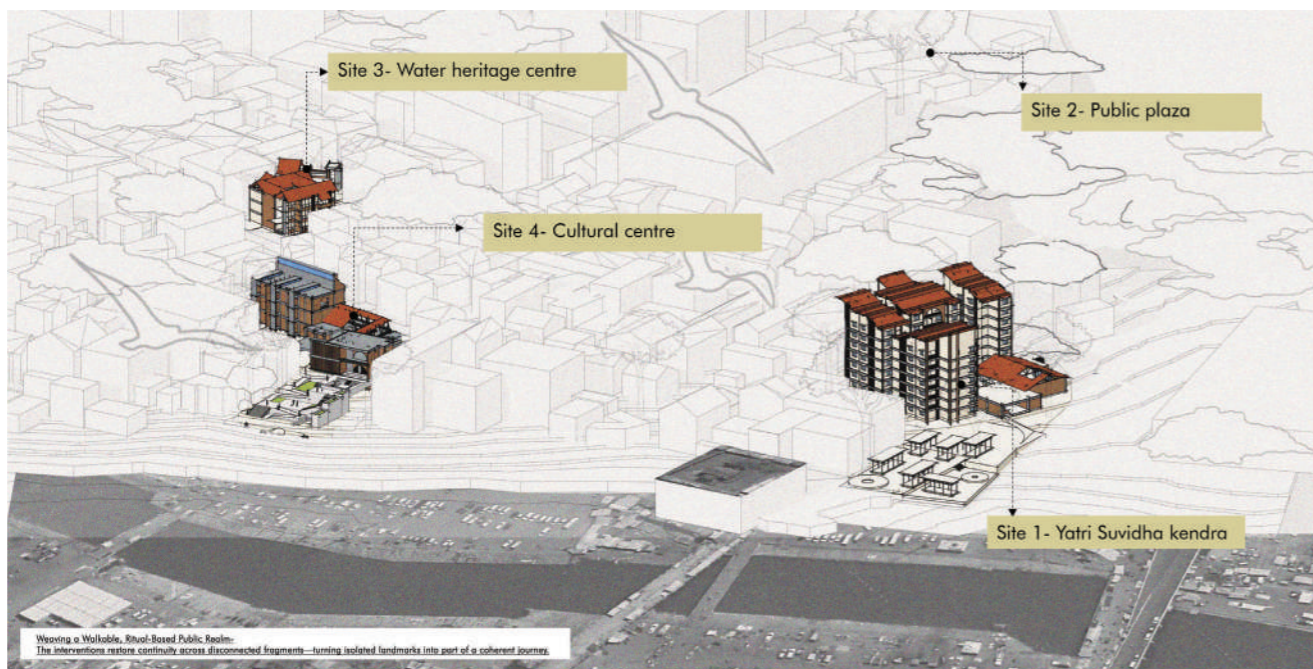 Site 3- Water heritage centre
Site 2- Public plaza
Site 4- Cultural centre
Site 1- Yatri Suvidha kendra
Weaving a Walkable, Ritual-Based Public Realm-
The interventions restore continuity across disconnected fragments—turning isolated landmarks into part of a coherent journey.